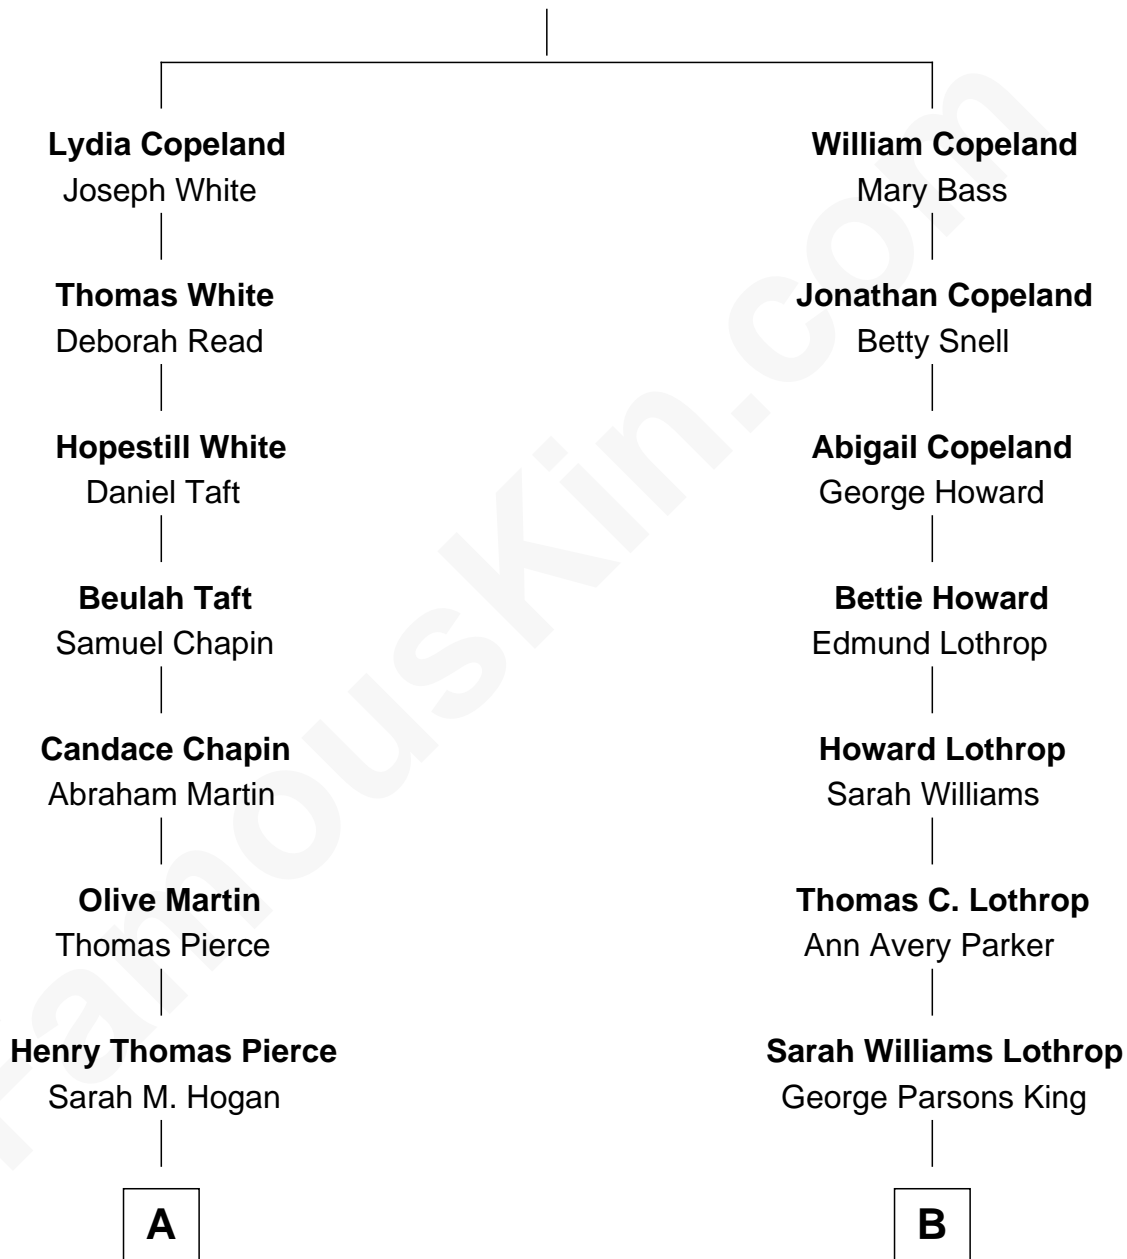 Lydia Copeland
Joseph White
Thomas White
Deborah Read
Hopestill White
Daniel Taft
Beulah Taft
Samuel Chapin
Candace Chapin
Abraham Martin
Olive Martin
Thomas Pierce
Henry Thomas Pierce
Sarah M. Hogan
A
William Copeland
Mary Bass
Jonathan Copeland
Betty Snell
Abigail Copeland
George Howard
Bettie Howard
Edmund Lothrop
Howard Lothrop
Sarah Williams
Thomas C. Lothrop
Ann Avery Parker
Sarah Williams Lothrop
George Parsons King
B
FamousKin.com